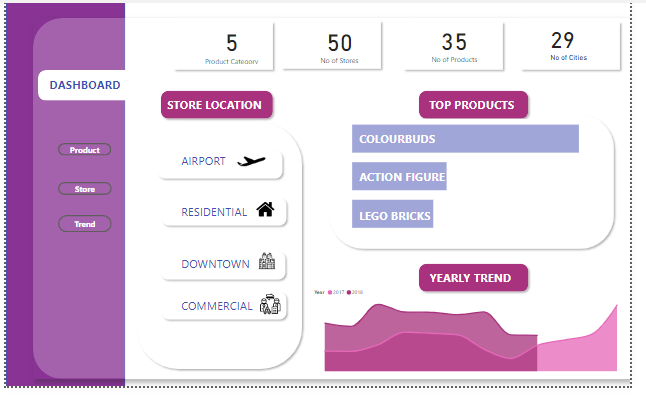 5
Product Category
50
No of Stores
35
No of Products
29
No of Cities
DASHBOARD
Product
Store
Trend
STORE LOCATION
AIRPORT
RESIDENTIAL
DOWNTOWN
COMMERCIAL
TOP PRODUCTS
COLOURBUDS
ACTION FIGURE
LEGO BRICKS
YEARLY TREND
Year 2017 2018